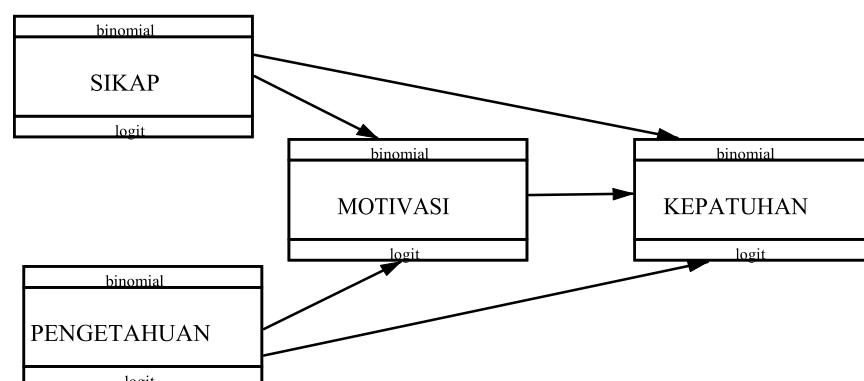 binomial
SIKAP
logit
binomial
MOTIVASI
logit
binomial
KEPATUHAN
logit
binomial
PENGETAHUAN
logit